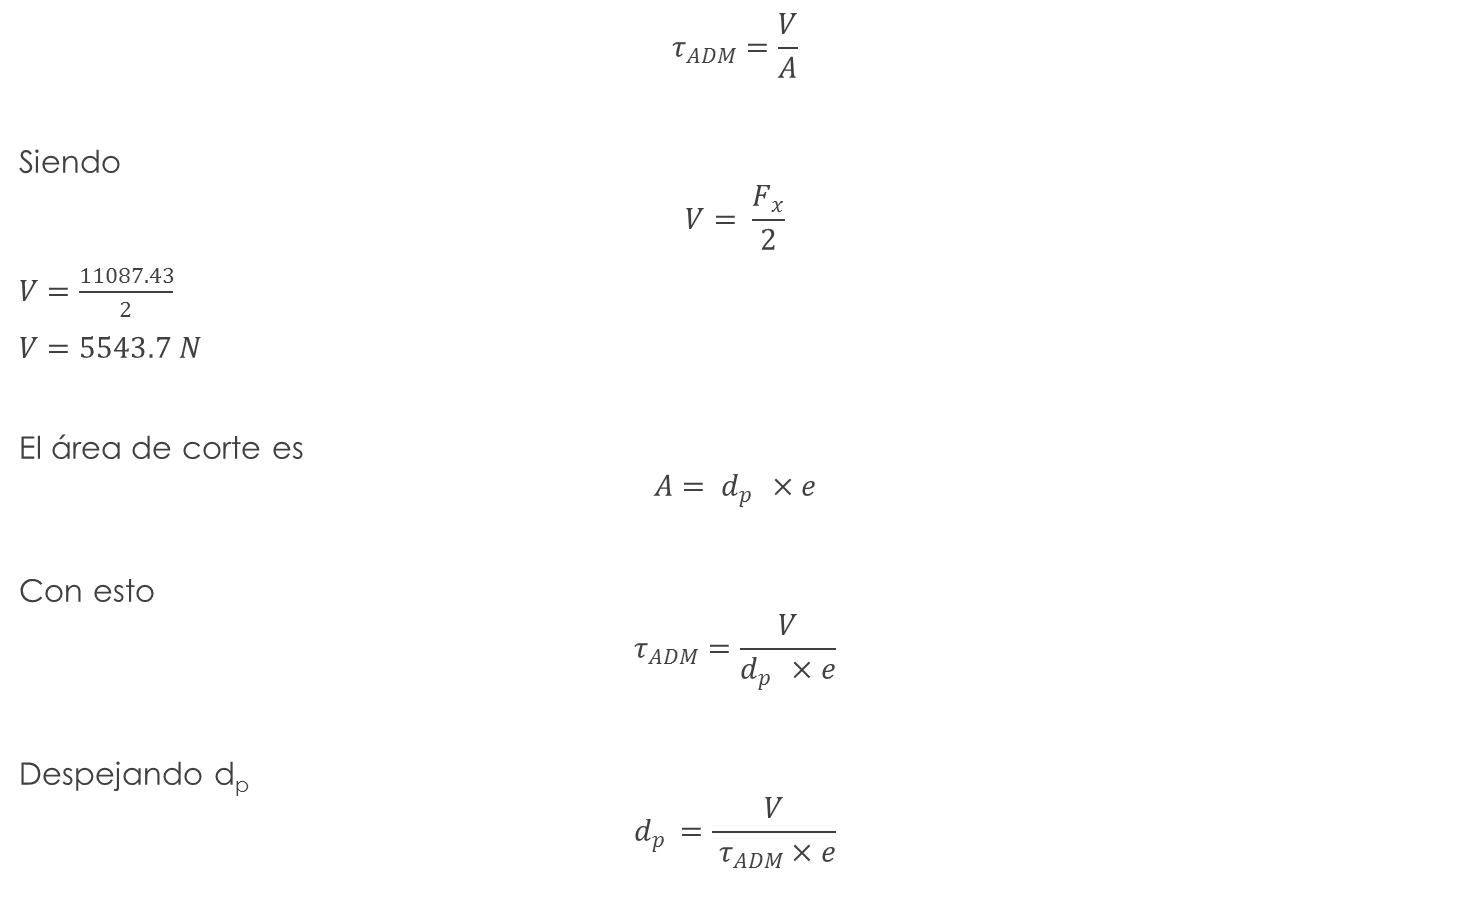 τ_ADM = V/A
Siendo
V = F_x/2
V = 11087.43/2
V = 5543.7 N
El área de corte es
A = d_p × e
Con esto
τ_ADM = V/(d_p × e)
Despejando d_p
d_p = V/(τ_ADM × e)